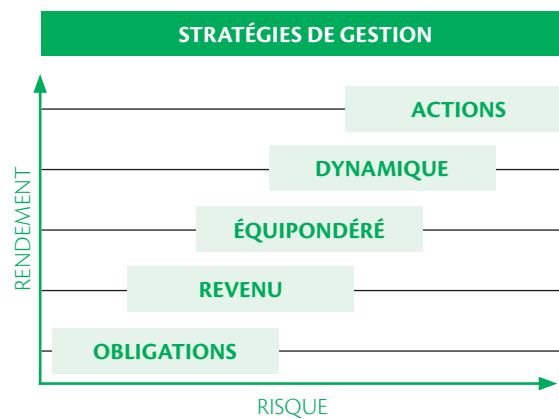 STRATÉGIES DE GESTION
ACTIONS
DYNAMIQUE
ÉQUIPONDÉRÉ
REVENU
OBLIGATIONS
RENDEMENT
RISQUE